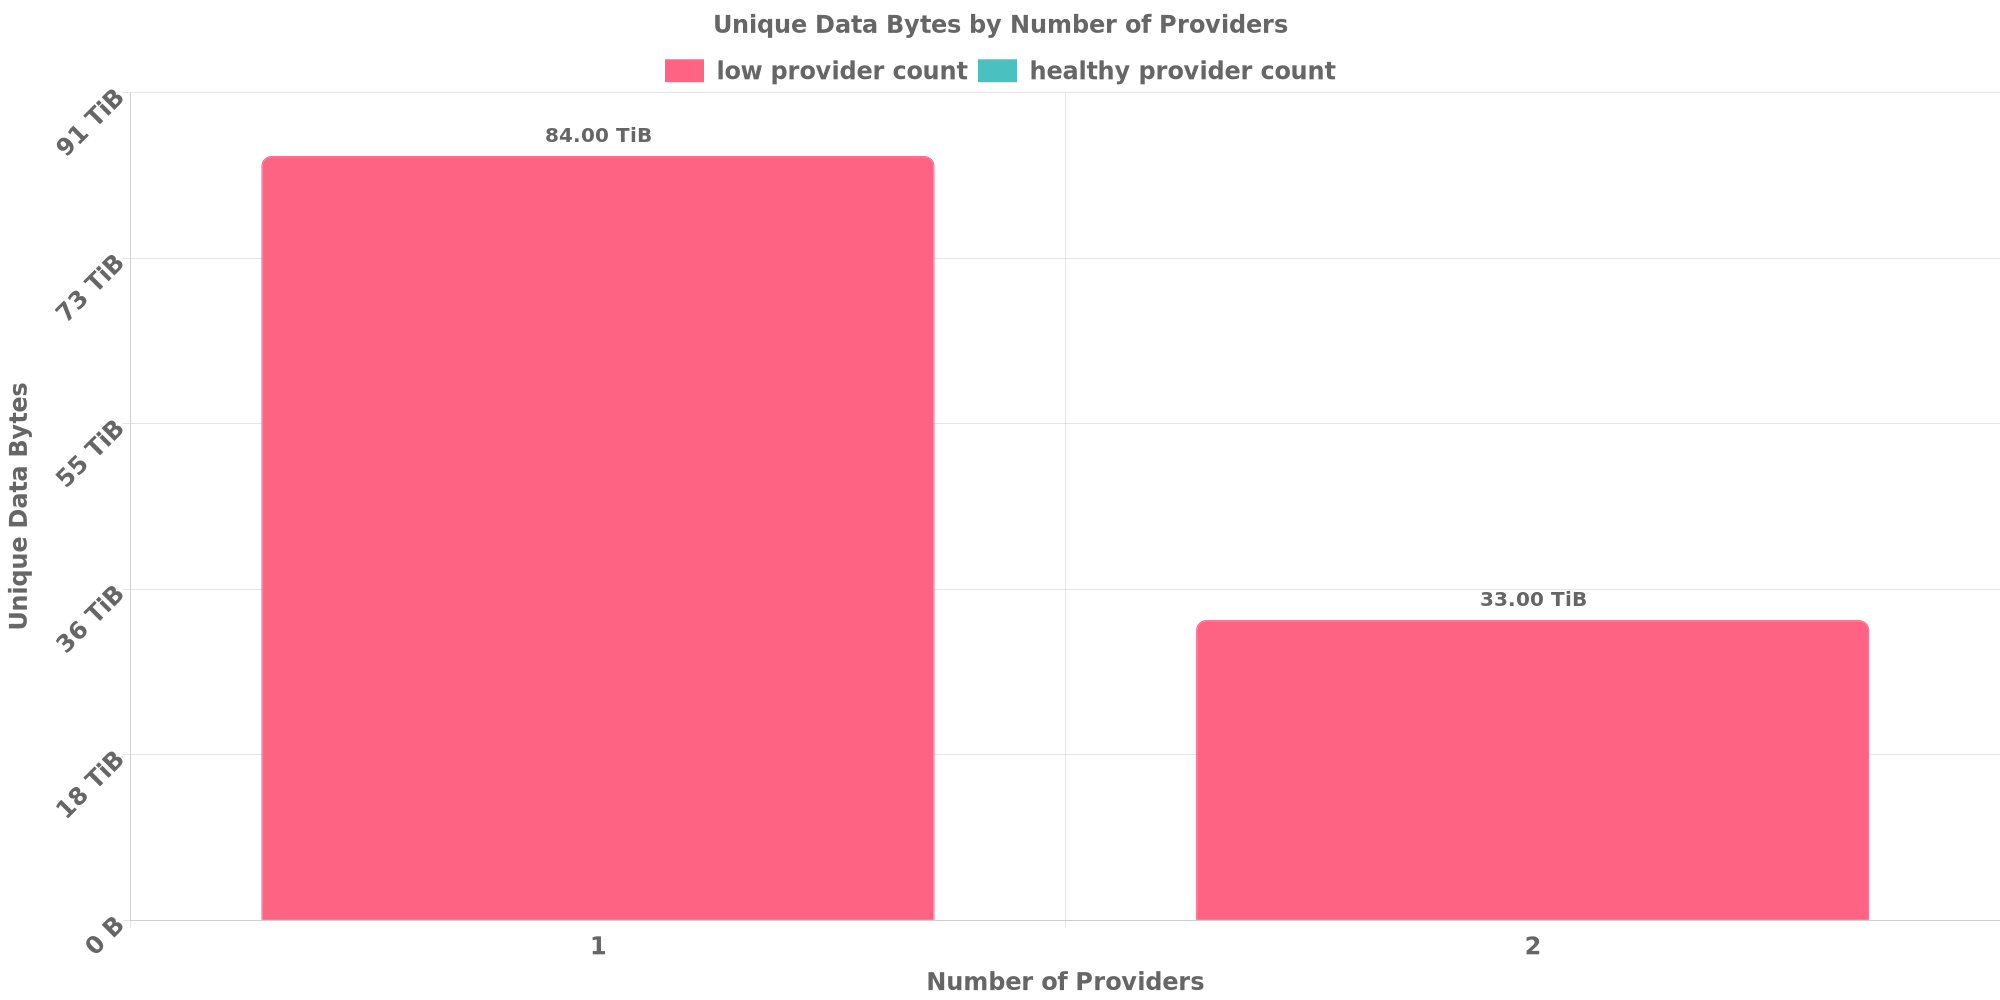 Unique Data Bytes by Number of Providers
low provider count
healthy provider count
91 TiB
73 TiB
55 TiB
36 TiB
18 TiB
0 B
Unique Data Bytes
84.00 TiB
33.00 TiB
1
2
Number of Providers